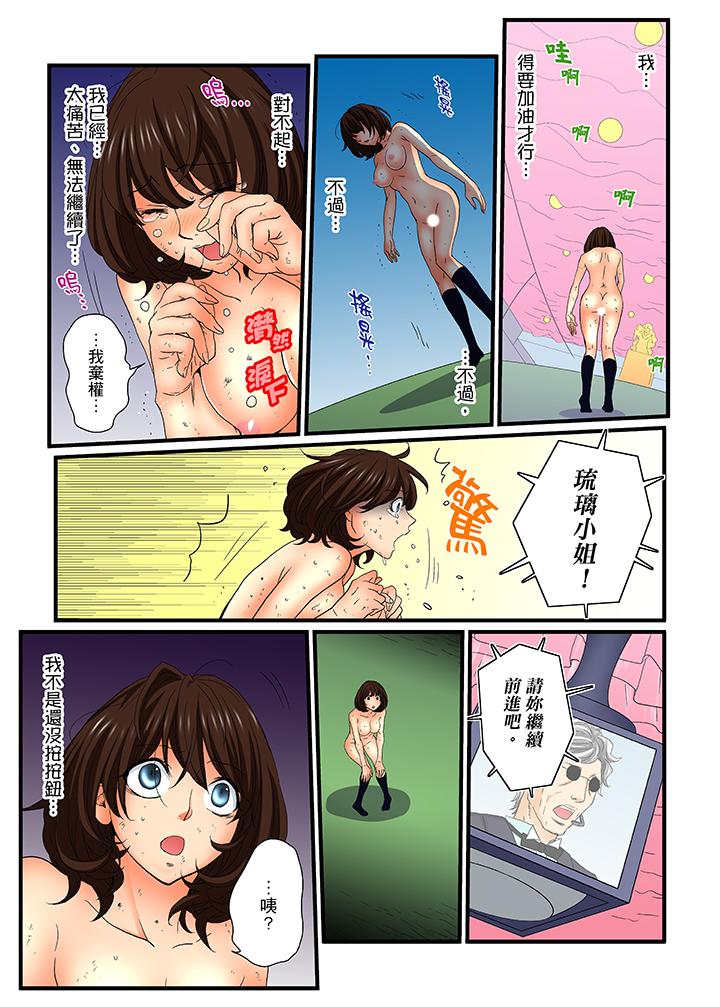 我…
得要加油才行…
哇
啊
啊
啊
啊
搖晃…
不過…
搖晃…
…不過，
對不起…
嗚…
我已經…
太痛苦、無法繼續了…
嗚…
潸然
淚下
…我棄權…
琉璃小姐！
驚
請妳繼續
前進吧。
我不是還沒按按鈕…
…咦？